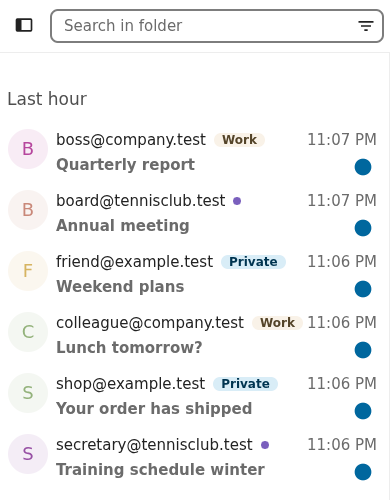 Search in folder
Last hour
B boss@company.test Work 11:07 PM
Quarterly report
B board@tennisclub.test 11:07 PM
Annual meeting
F friend@example.test Private 11:06 PM
Weekend plans
C colleague@company.test Work 11:06 PM
Lunch tomorrow?
S shop@example.test Private 11:06 PM
Your order has shipped
S secretary@tennisclub.test 11:06 PM
Training schedule winter